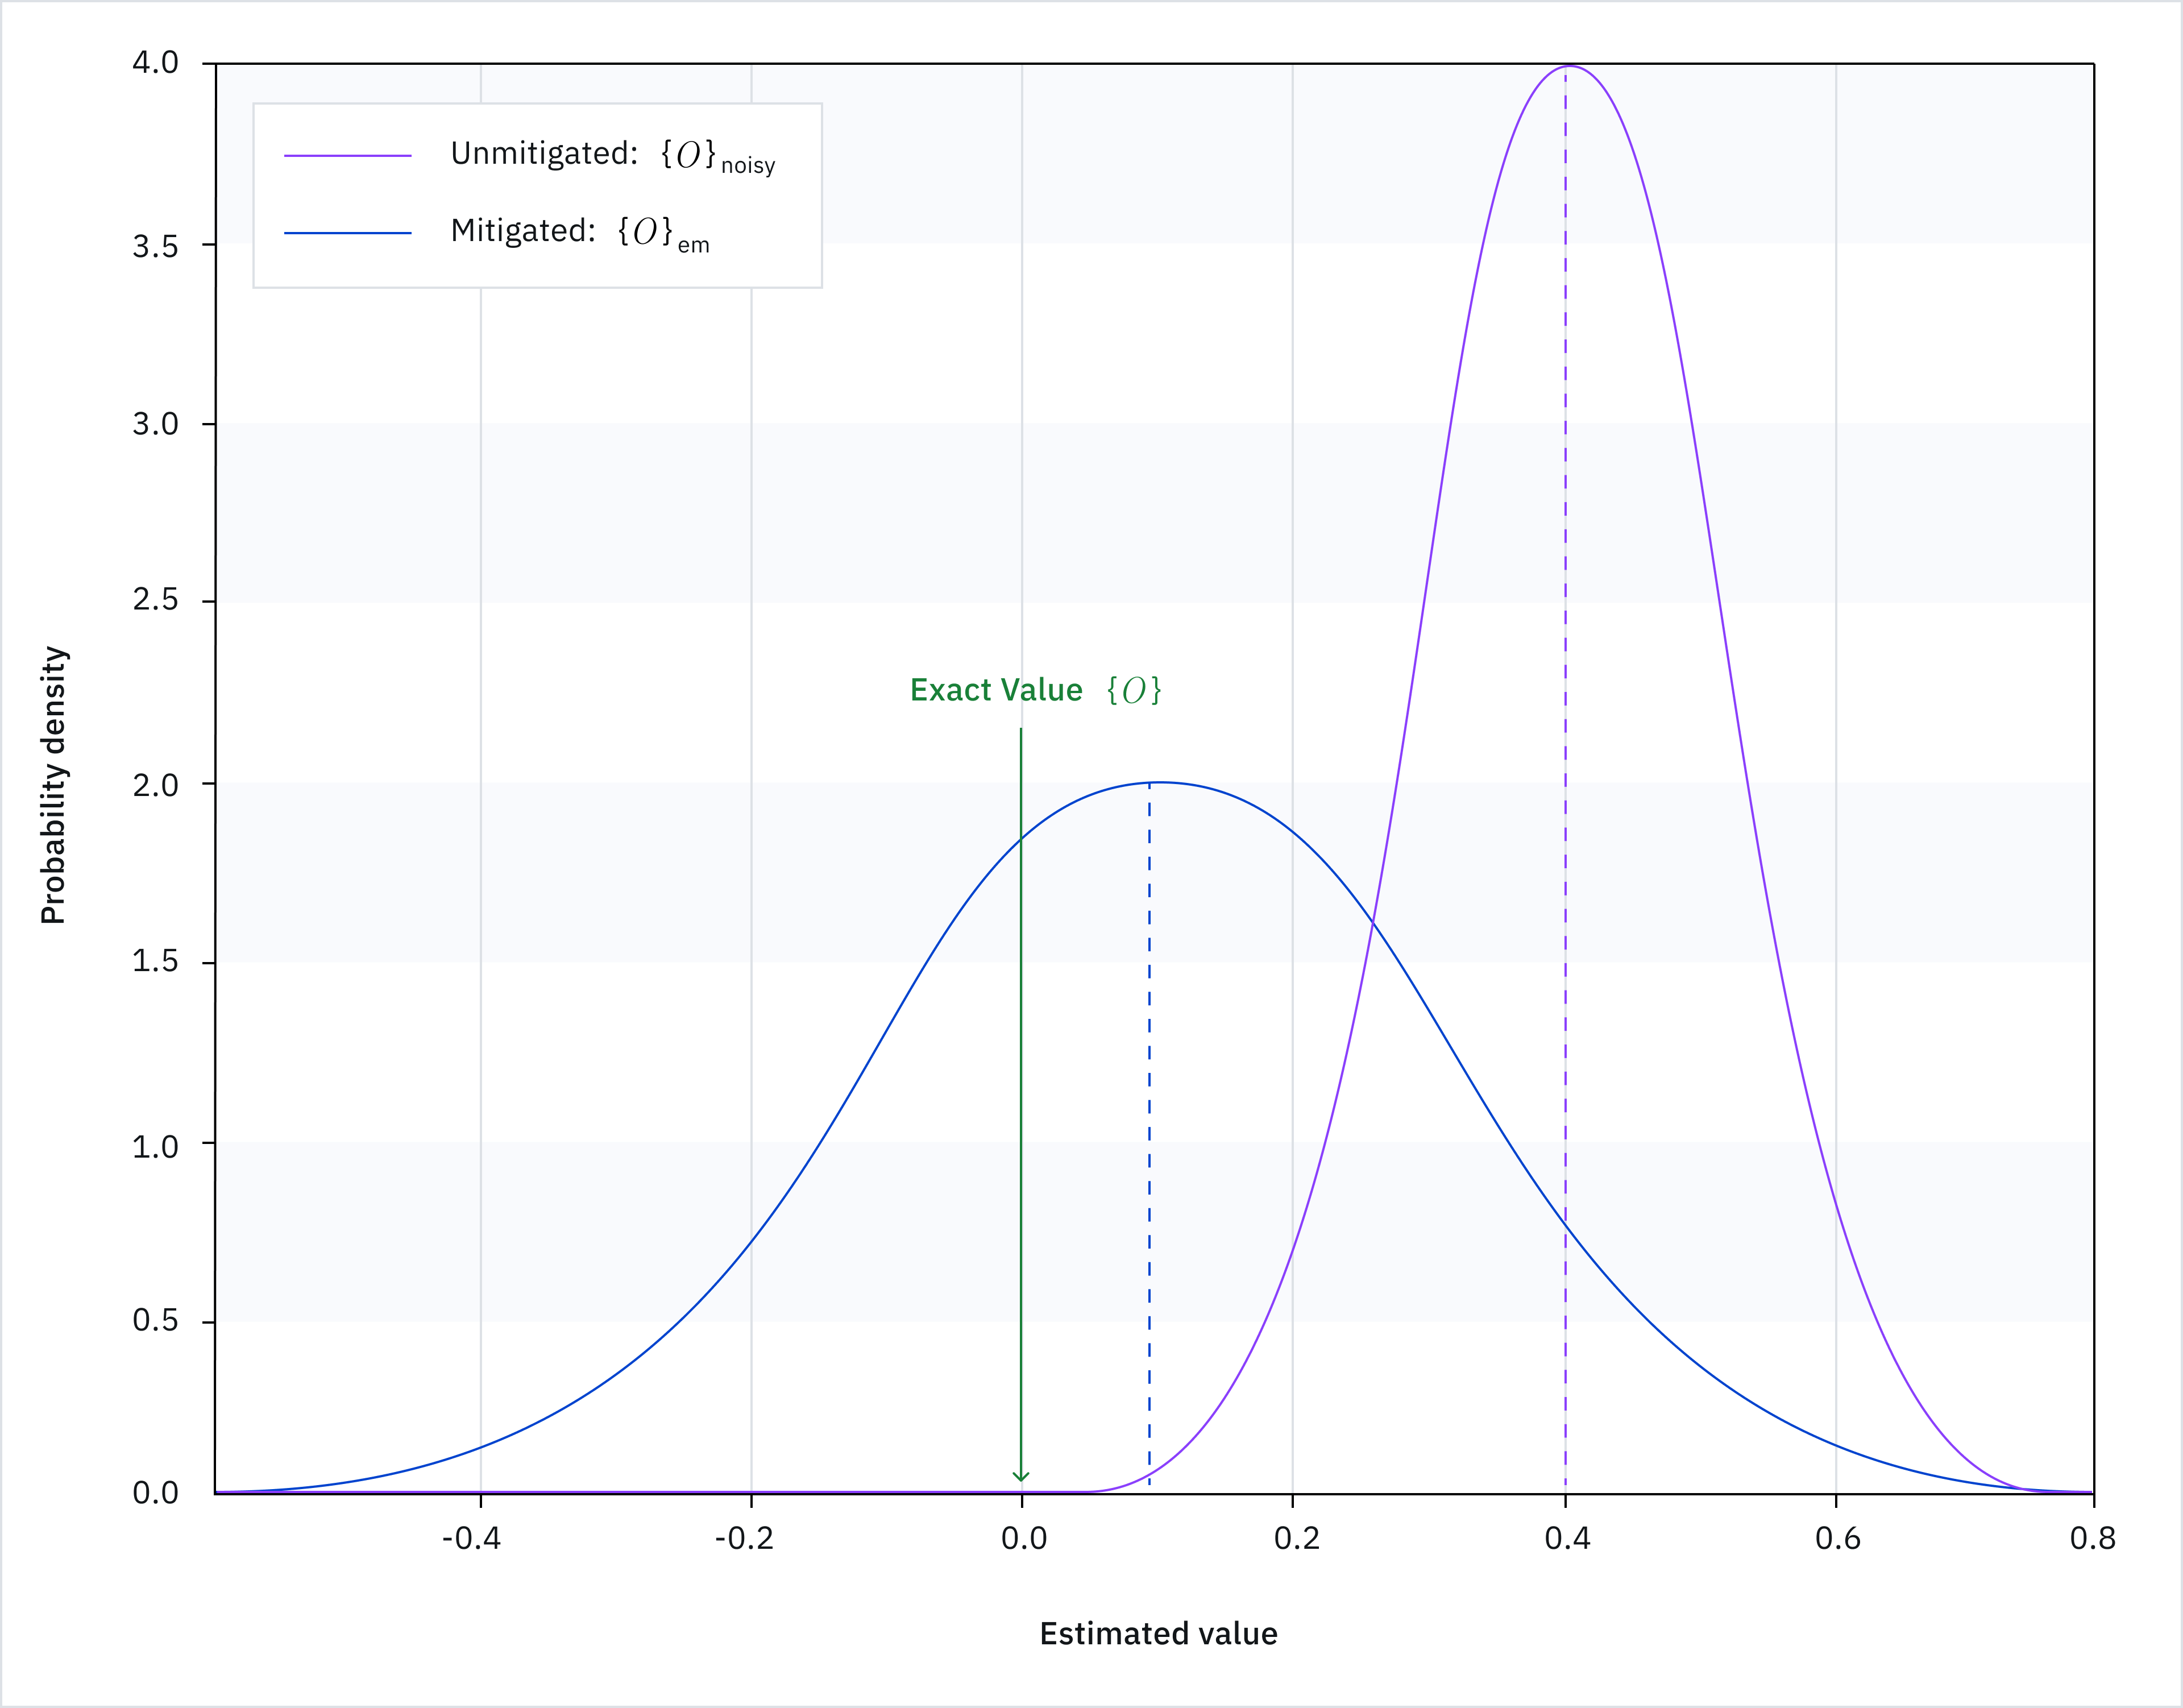 4.0
Unmitigated: {O}noisy
Mitigated: {O}em
3.5
3.0
2.5
Exact Value {O}
2.0
1.5
1.0
0.5
0.0
Probability density
-0.4 -0.2 0.0 0.2 0.4 0.6 0.8
Estimated value